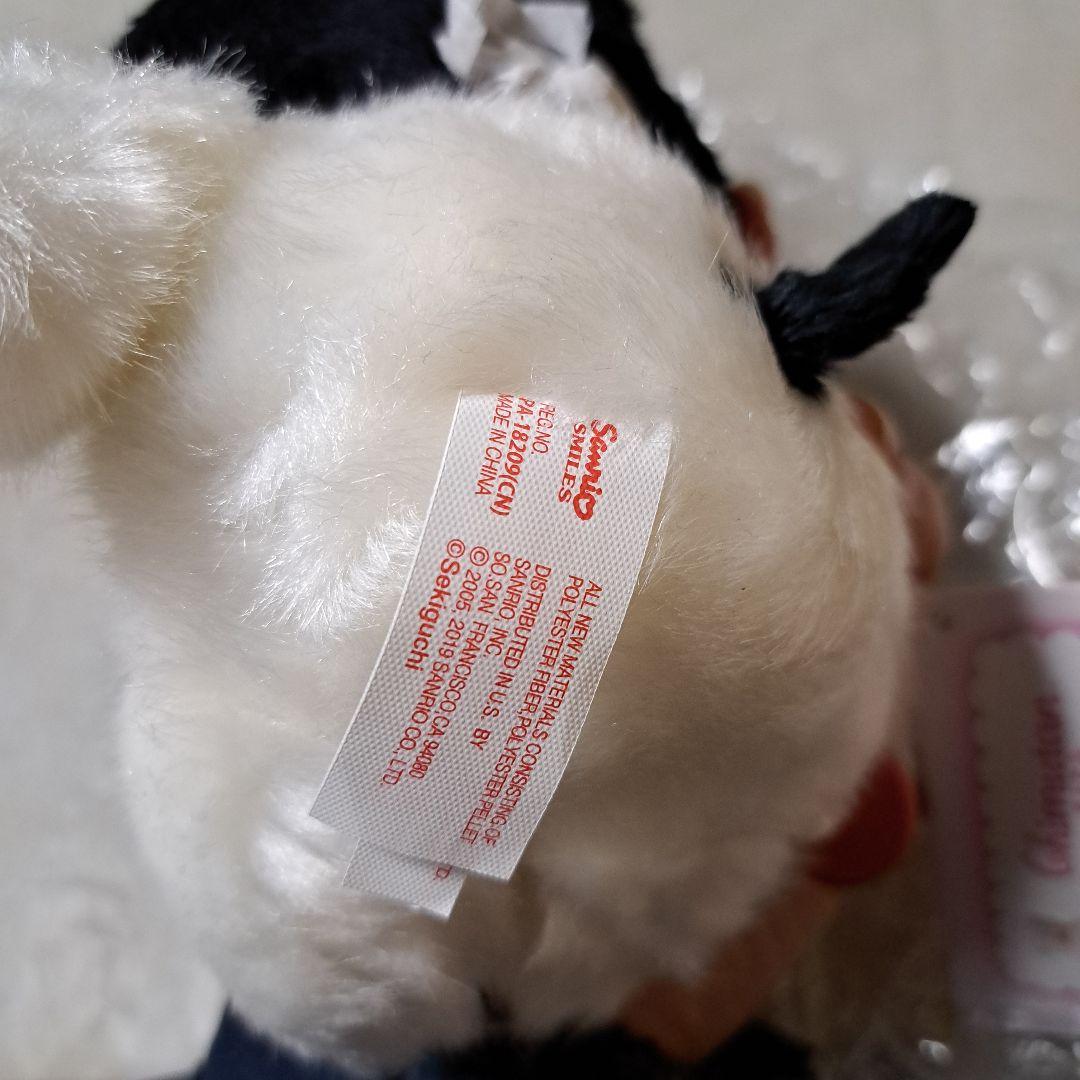 Sanrio
SMILES
REG.NO.
PA-18209(CN)
MADE IN CHINA
ALL NEW MATERIALS CONSISTING OF
POLYESTER FIBER,POLYESTER PELLET
DISTRIBUTED IN U.S. BY
SANRIO, INC.
SO.SAN FRANCISCO,CA 94080
© 2005, 2019 SANRIO CO., LTD.
©Sekiguchi
TD.